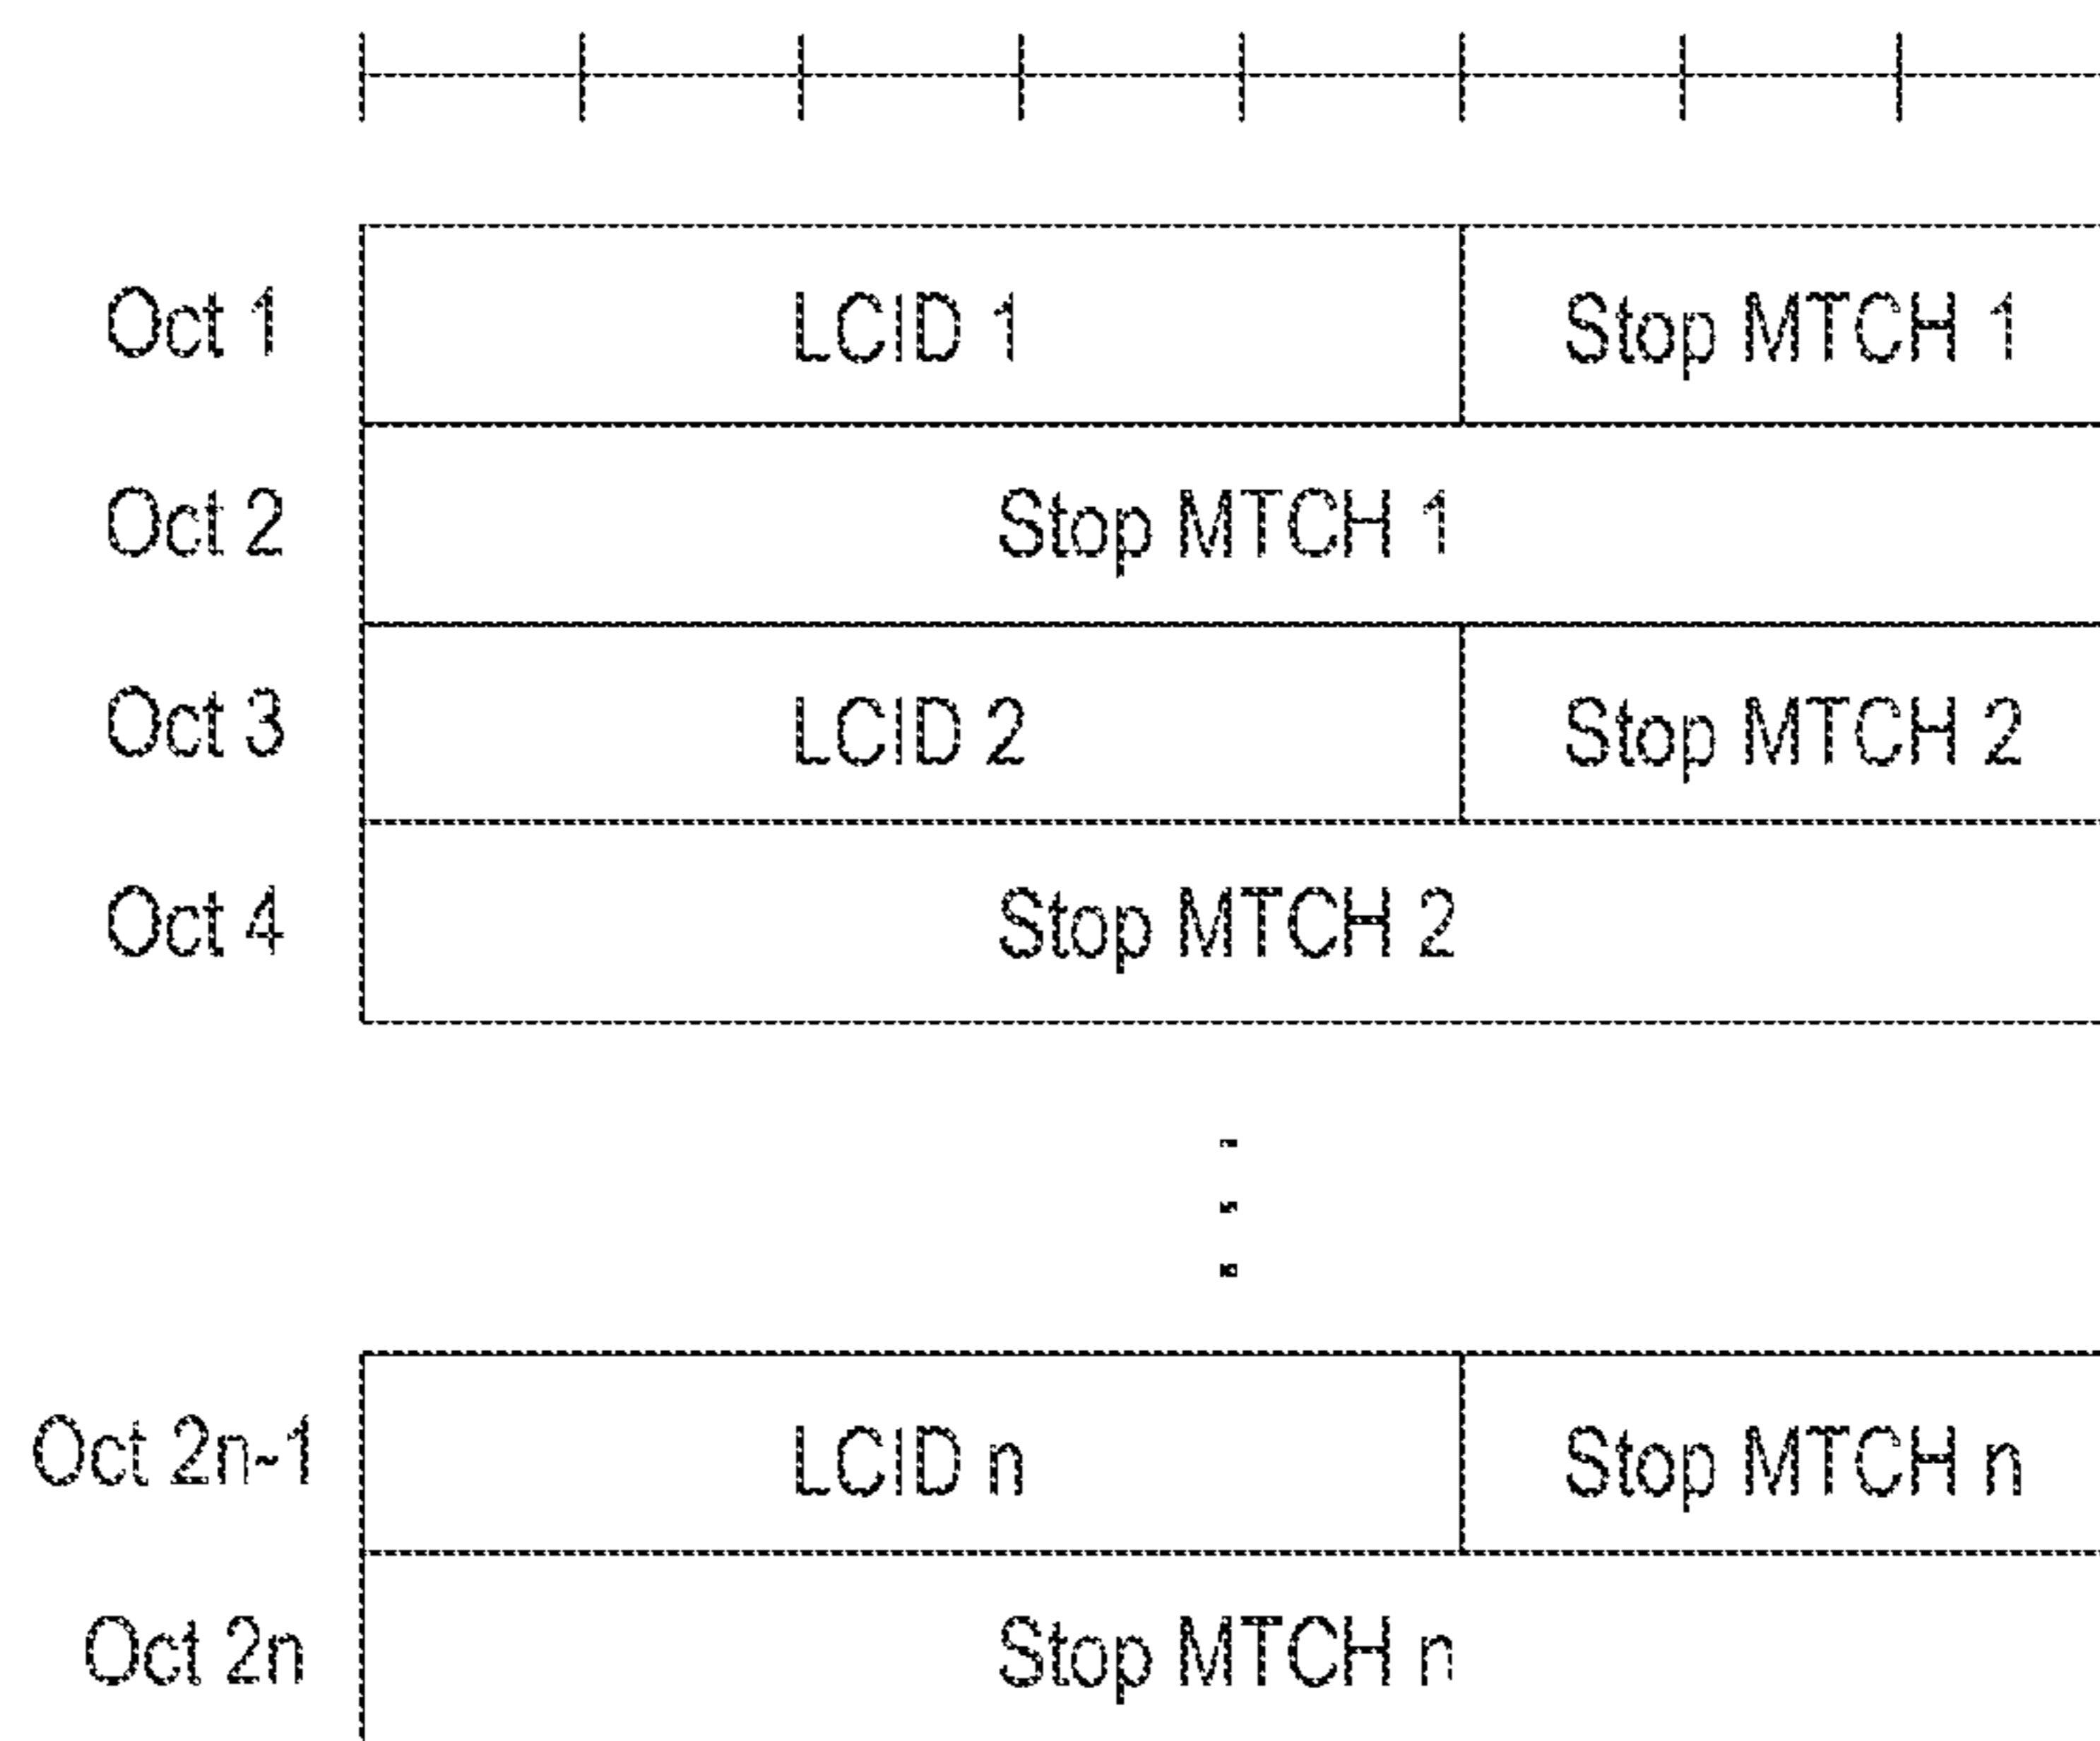 Oct 1 LCID 1 Stop MTCH 1
Oct 2 Stop MTCH 1
Oct 3 LCID 2 Stop MTCH 2
Oct 4 Stop MTCH 2
Oct 2n-1 LCID n Stop MTCH n
Oct 2n Stop MTCH n